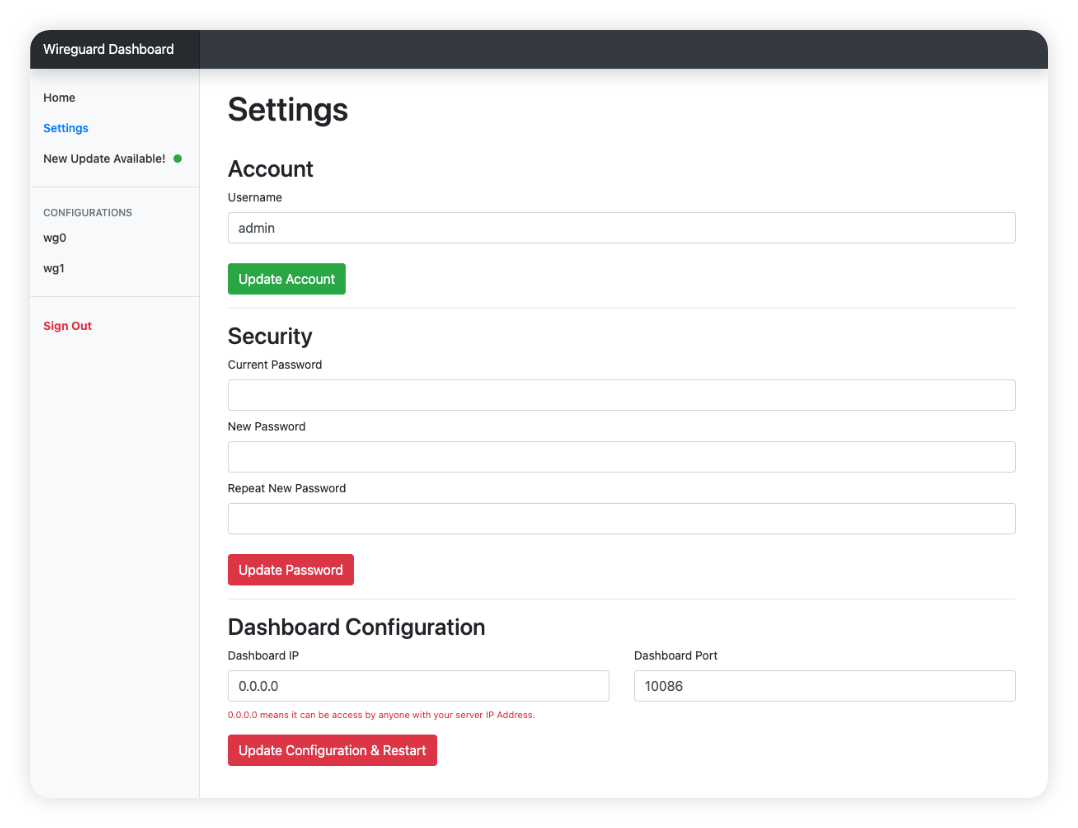 Wireguard Dashboard
Home
Settings
New Update Available!
CONFIGURATIONS
wg0
wg1
Sign Out
Settings
Account
Username
admin
Update Account
Security
Current Password
New Password
Repeat New Password
Update Password
Dashboard Configuration
Dashboard IP
Dashboard Port
0.0.0.0
10086
0.0.0.0 means it can be access by anyone with your server IP Address.
Update Configuration & Restart